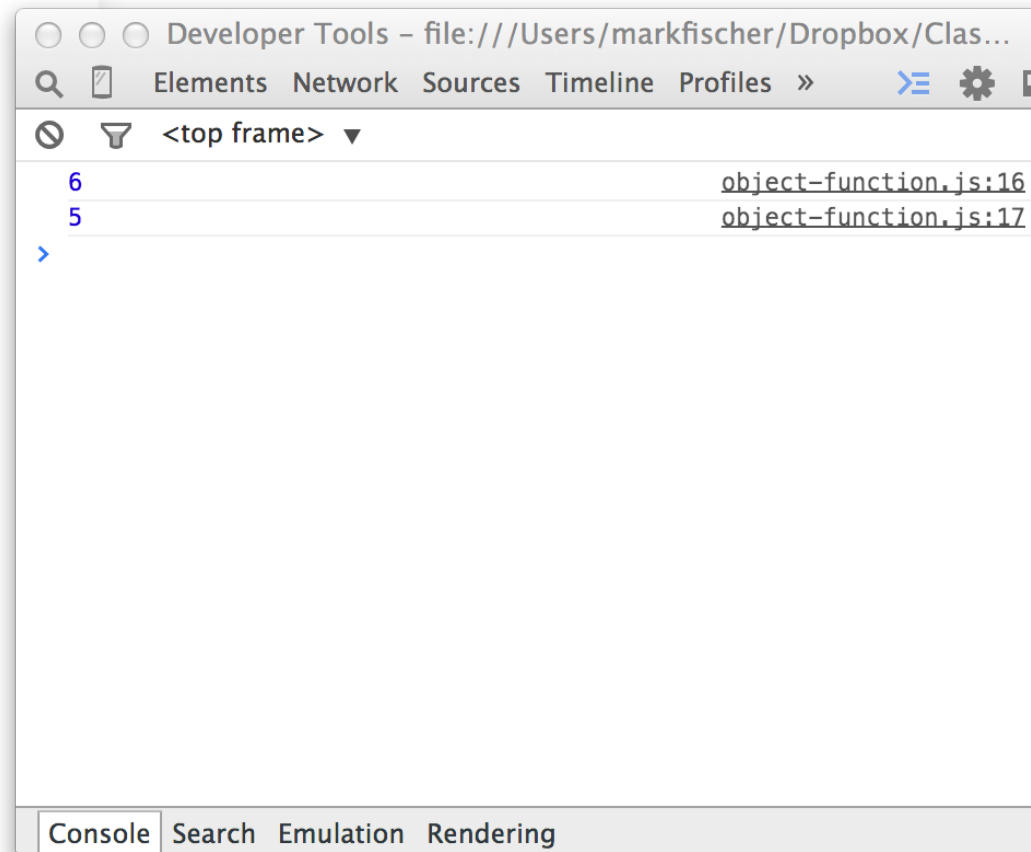 Developer Tools – file:///Users/markfischer/Dropbox/Clas...
Elements Network Sources Timeline Profiles »
<top frame> ▼
6 object-function.js:16
5 object-function.js:17
>
Console Search Emulation Rendering